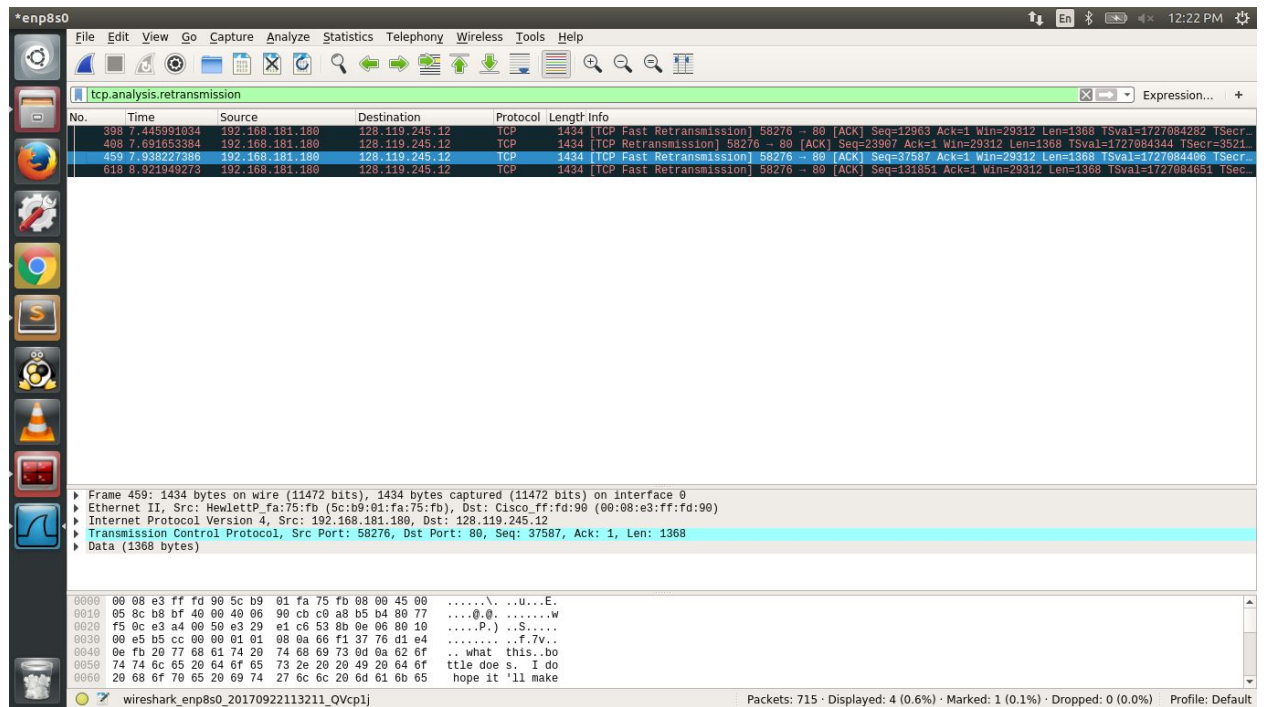 *enp8s0 En 12:22 PM
File Edit View Go Capture Analyze Statistics Telephony Wireless Tools Help
tcp.analysis.retransmission Expression... +
No. Time Source Destination Protocol Length Info
398 7.445991034 192.168.181.180 128.119.245.12 TCP 1434 [TCP Fast Retransmission] 58276 → 80 [ACK] Seq=12963 Ack=1 Win=29312 Len=1368 TSval=1727084282 TSecr…
408 7.691653384 192.168.181.180 128.119.245.12 TCP 1434 [TCP Retransmission] 58276 → 80 [ACK] Seq=23907 Ack=1 Win=29312 Len=1368 TSval=1727084344 TSecr=3521…
459 7.938227386 192.168.181.180 128.119.245.12 TCP 1434 [TCP Fast Retransmission] 58276 → 80 [ACK] Seq=37587 Ack=1 Win=29312 Len=1368 TSval=1727084406 TSecr…
618 8.921949273 192.168.181.180 128.119.245.12 TCP 1434 [TCP Fast Retransmission] 58276 → 80 [ACK] Seq=131851 Ack=1 Win=29312 Len=1368 TSval=1727084651 TSec…
Frame 459: 1434 bytes on wire (11472 bits), 1434 bytes captured (11472 bits) on interface 0
Ethernet II, Src: HewlettP_fa:75:fb (5c:b9:01:fa:75:fb), Dst: Cisco_ff:fd:90 (00:08:e3:ff:fd:90)
Internet Protocol Version 4, Src: 192.168.181.180, Dst: 128.119.245.12
Transmission Control Protocol, Src Port: 58276, Dst Port: 80, Seq: 37587, Ack: 1, Len: 1368
Data (1368 bytes)
0000 00 08 e3 ff fd 90 5c b9 01 fa 75 fb 08 00 45 00 ......\. ..u...E.
0010 05 8c b8 bf 40 00 40 06 90 cb c0 a8 b5 b4 80 77 ....@.@. .......w
0020 f5 0c e3 a4 00 50 e3 29 e1 c6 53 8b 0e 06 80 10 .....P.) ..S.....
0030 00 e5 b5 cc 00 00 01 01 08 0a 66 f1 37 76 d1 e4 ........ ..f.7v..
0040 0e fb 20 77 68 61 74 20 74 68 69 73 0d 0a 62 6f .. what this..bo
0050 74 74 6c 65 20 64 6f 65 73 2e 20 20 49 20 64 6f ttle doe s. I do
0060 20 68 6f 70 65 20 69 74 27 6c 6c 20 6d 61 6b 65 hope it 'll make
wireshark_enp8s0_20170922113211_QVcp1j Packets: 715 · Displayed: 4 (0.6%) · Marked: 1 (0.1%) · Dropped: 0 (0.0%) Profile: Default